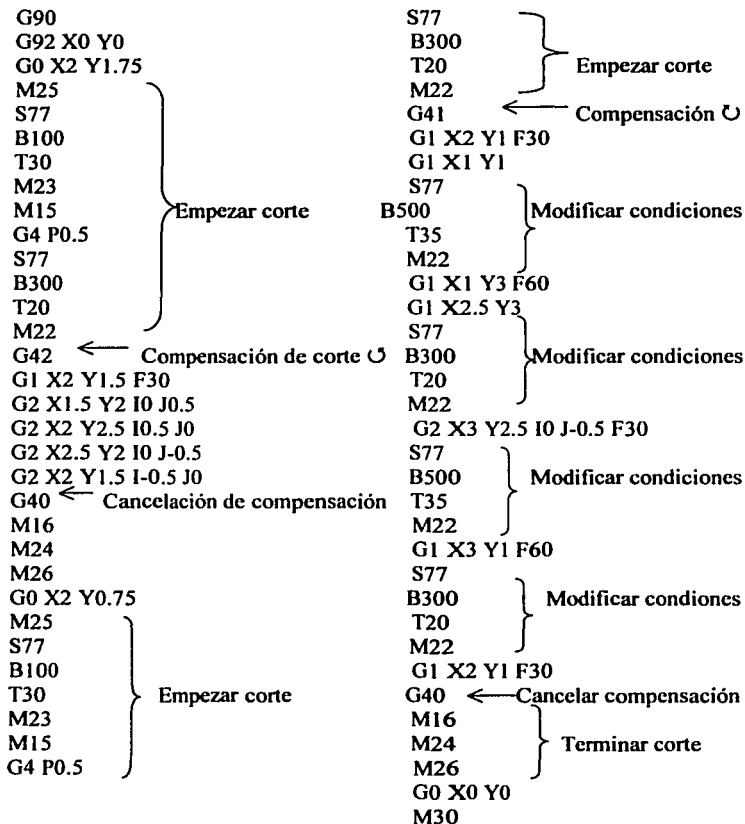 G90
G92 X0 Y0
G0 X2 Y1.75
M25
S77
B100
T30
M23
M15 Empezar corte
G4 P0.5
S77
B300
T20
M22
G42 Compensación de corte ↺
G1 X2 Y1.5 F30
G2 X1.5 Y2 I0 J0.5
G2 X2 Y2.5 I0.5 J0
G2 X2.5 Y2 I0 J-0.5
G2 X2 Y1.5 I-0.5 J0
G40 Cancelación de compensación
M16
M24
M26
G0 X2 Y0.75
M25
S77
B100
T30 Empezar corte
M23
M15
G4 P0.5
S77
B300
T20 Empezar corte
M22
G41 Compensación ↻
G1 X2 Y1 F30
G1 X1 Y1
S77
B500 Modificar condiciones
T35
M22
G1 X1 Y3 F60
G1 X2.5 Y3
S77
B300 Modificar condiciones
T20
M22
G2 X3 Y2.5 I0 J-0.5 F30
S77
B500 Modificar condiciones
T35
M22
G1 X3 Y1 F60
S77
B300 Modificar condiones
T20
M22
G1 X2 Y1 F30
G40 Cancelar compensación
M16
M24 Terminar corte
M26
G0 X0 Y0
M30